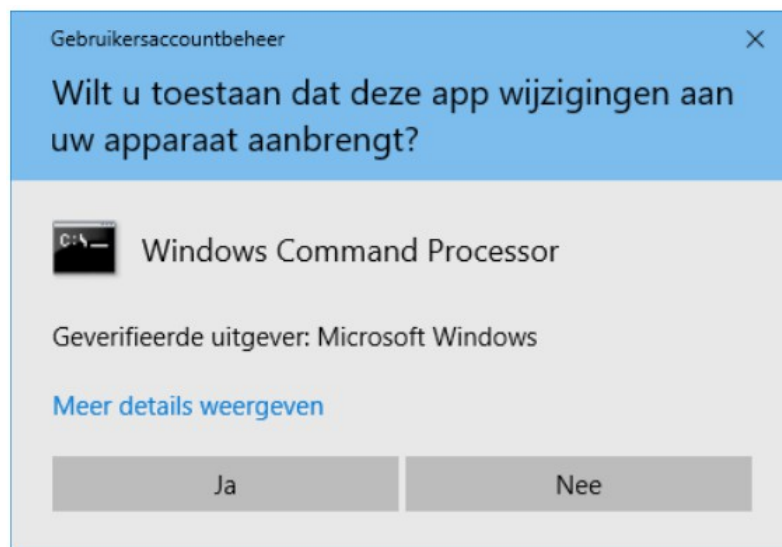 Gebruikersaccountbeheer
Wilt u toestaan dat deze app wijzigingen aan
uw apparaat aanbrengt?
C:\
Windows Command Processor
Geverifieerde uitgever: Microsoft Windows
Meer details weergeven
Ja
Nee